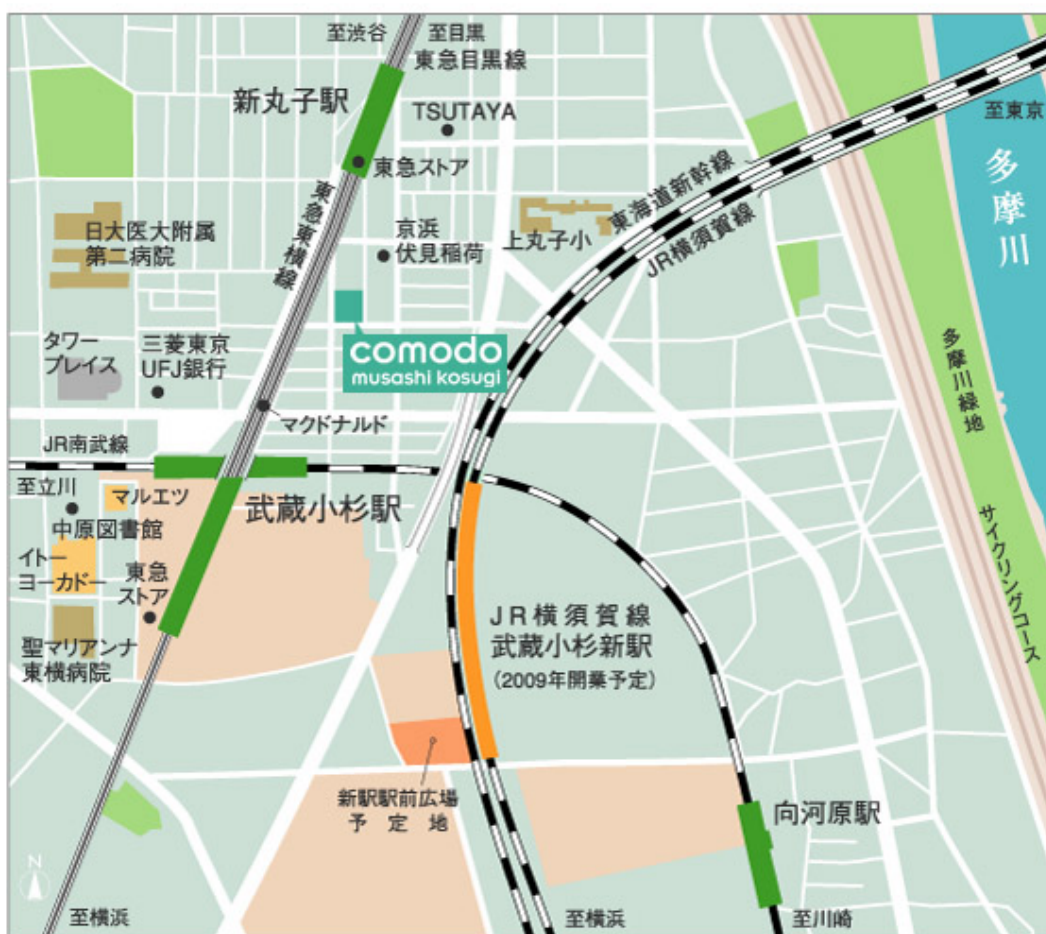 至渋谷
至目黒
東急目黒線
新丸子駅
TSUTAYA
至東京
東急ストア
多摩川
東海道新幹線
JR横須賀線
東急東横線
日大医大附属
第二病院
京浜
伏見稲荷
上丸子小
タワー
プレイス
三菱東京
UFJ銀行
comodo
musashi kosugi
多摩川緑地
マクドナルド
JR南武線
至立川
マルエツ
武蔵小杉駅
中原図書館
イトー
ヨーカドー
東急
ストア
サイクリングコース
JR横須賀線
武蔵小杉新駅
(2009年開業予定)
聖マリアンナ
東横病院
新駅駅前広場
予定地
向河原駅
N
至横浜
至横浜
至川崎